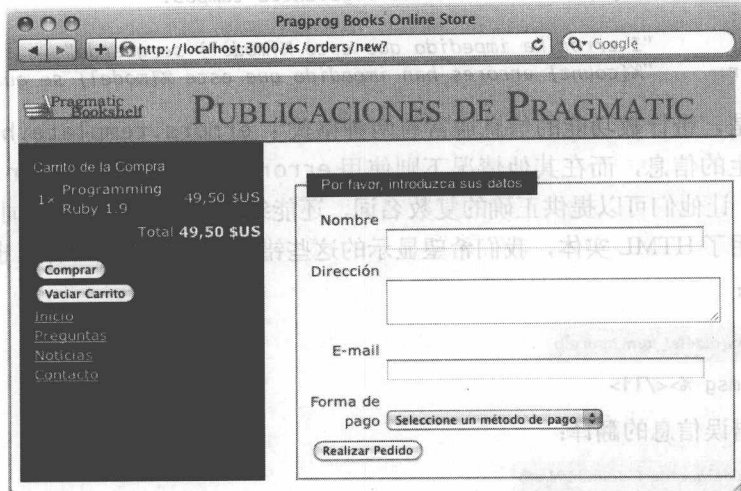 Pragprog Books Online Store
http://localhost:3000/es/orders/new?
Google
Pragmatic
Bookshelf
PUBLICACIONES DE PRAGMATIC
Carrito de la Compra
1× Programming Ruby 1.9 49,50 $US
Total 49,50 $US
Comprar
Vaciar Carrito
Inicio
Preguntas
Noticias
Contacto
Por favor, introduzca sus datos
Nombre
Dirección
E-mail
Forma de pago
Seleccione un método de pago
Realizar Pedido